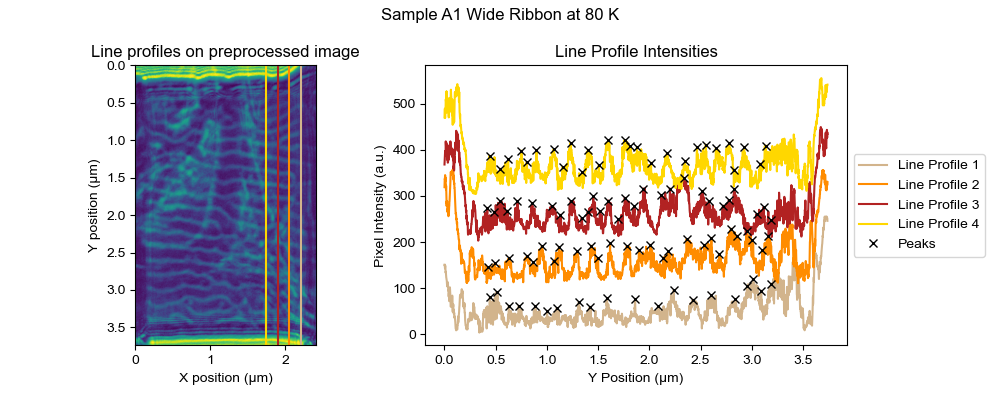 Sample A1 Wide Ribbon at 80 K
Line profiles on preprocessed image
0.0
0.5
1.0
1.5
2.0
2.5
3.0
3.5
Y position (μm)
0
1
2
X position (μm)
Line Profile Intensities
500
400
300
200
100
0
Pixel Intensity (a.u.)
0.0
0.5
1.0
1.5
2.0
2.5
3.0
3.5
Y Position (μm)
Line Profile 1
Line Profile 2
Line Profile 3
Line Profile 4
Peaks